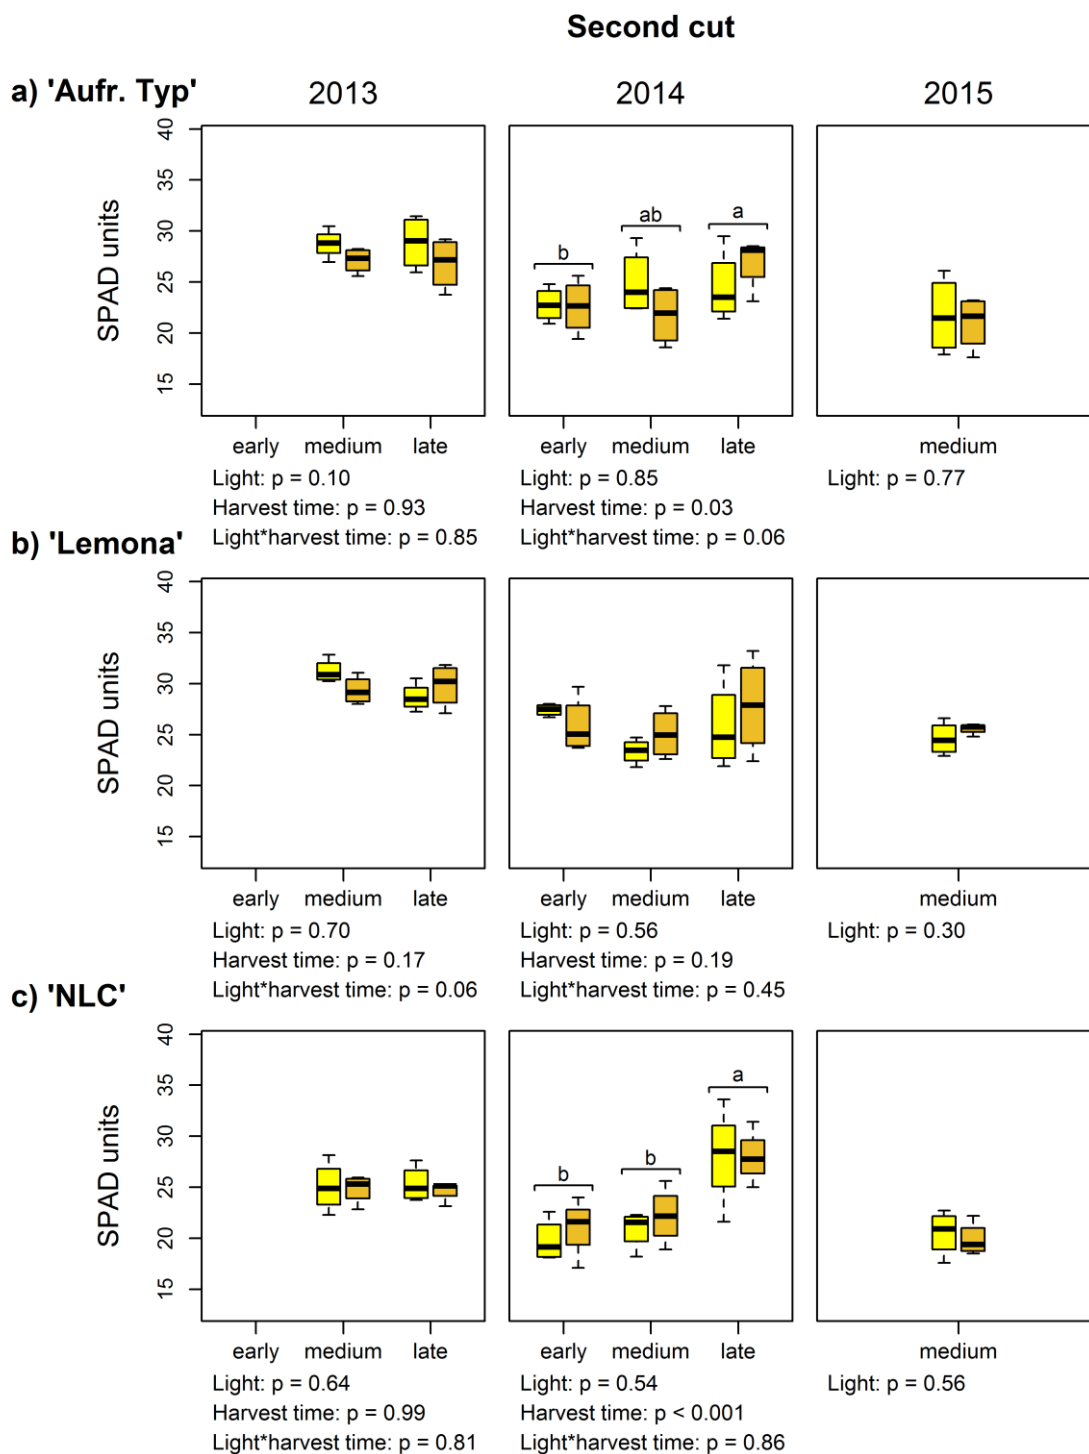 Second cut
a) 'Aufr. Typ' 2013 2014 2015
SPAD units
40
35
30
25
20
15
b ab a
early medium late early medium late medium
Light: p = 0.10 Light: p = 0.85 Light: p = 0.77
Harvest time: p = 0.93 Harvest time: p = 0.03
Light*harvest time: p = 0.85 Light*harvest time: p = 0.06
b) 'Lemona'
SPAD units
40
35
30
25
20
15
early medium late early medium late medium
Light: p = 0.70 Light: p = 0.56 Light: p = 0.30
Harvest time: p = 0.17 Harvest time: p = 0.19
Light*harvest time: p = 0.06 Light*harvest time: p = 0.45
c) 'NLC'
SPAD units
40
35
30
25
20
15
b b a
early medium late early medium late medium
Light: p = 0.64 Light: p = 0.54 Light: p = 0.56
Harvest time: p = 0.99 Harvest time: p < 0.001
Light*harvest time: p = 0.81 Light*harvest time: p = 0.86